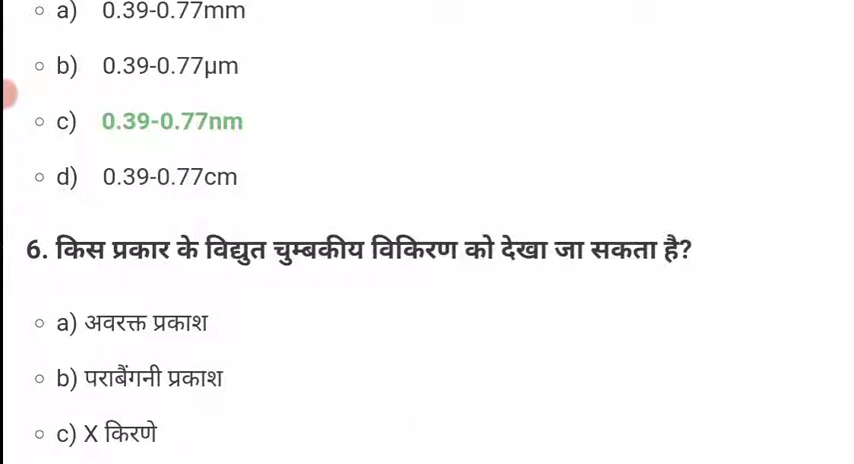 a) 0.39-0.77mm
b) 0.39-0.77μm
c) 0.39-0.77nm
d) 0.39-0.77cm
6. किस प्रकार के विद्युत चुम्बकीय विकिरण को देखा जा सकता है?
a) अवरक्त प्रकाश
b) पराबैंगनी प्रकाश
c) X किरणे